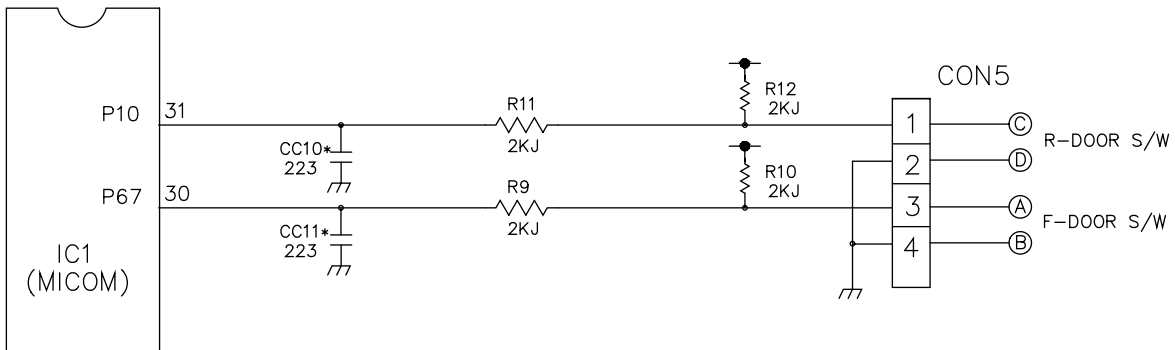 CON5
R12
2KJ
P10
31
R11
2KJ
1
C
R-DOOR S/W
CC10*
223
2
D
R10
2KJ
P67
30
R9
2KJ
3
A
F-DOOR S/W
CC11*
223
4
B
IC1
(MICOM)